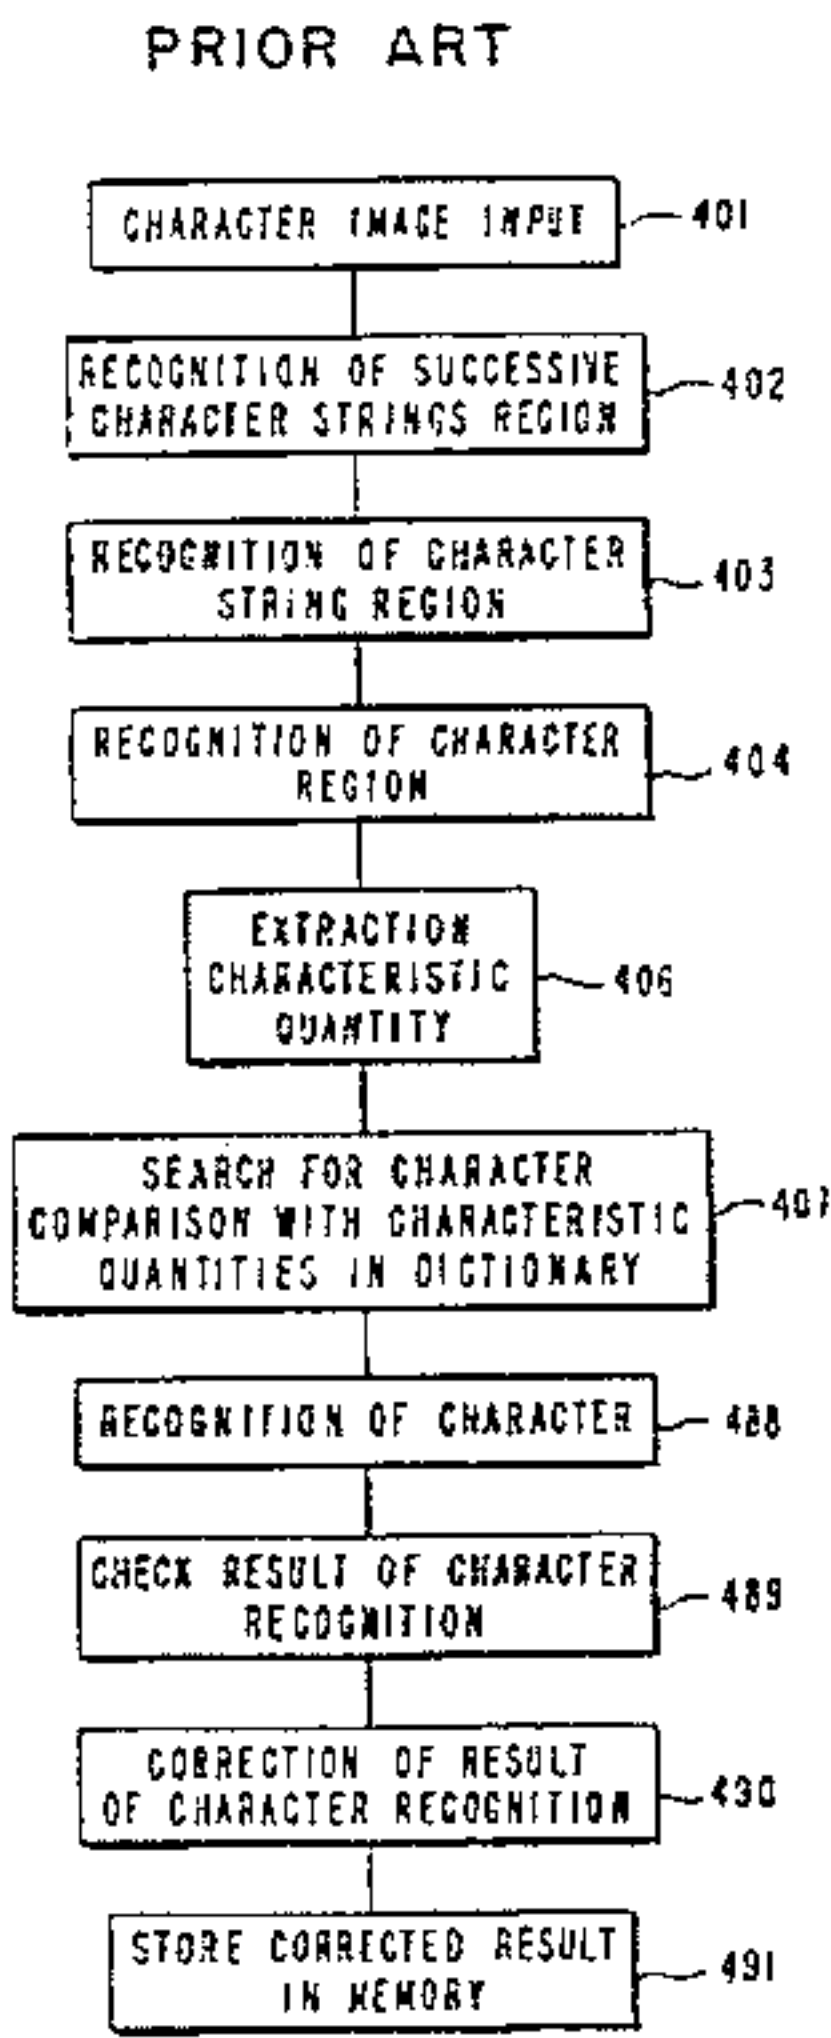 PRIOR ART
CHARACTER IMAGE INPUT
401
RECOGNITION OF SUCCESSIVE
CHARACTER STRINGS REGION
402
RECOGNITION OF CHARACTER
STRING REGION
403
RECOGNITION OF CHARACTER
REGION
404
EXTRACTION
CHARACTERISTIC
QUANTITY
406
SEARCH FOR CHARACTER
COMPARISON WITH CHARACTERISTIC
QUANTITIES IN DICTIONARY
407
RECOGNITION OF CHARACTER
488
CHECK RESULT OF CHARACTER
RECOGNITION
489
CORRECTION OF RESULT
OF CHARACTER RECOGNITION
490
STORE CORRECTED RESULT
IN MEMORY
491